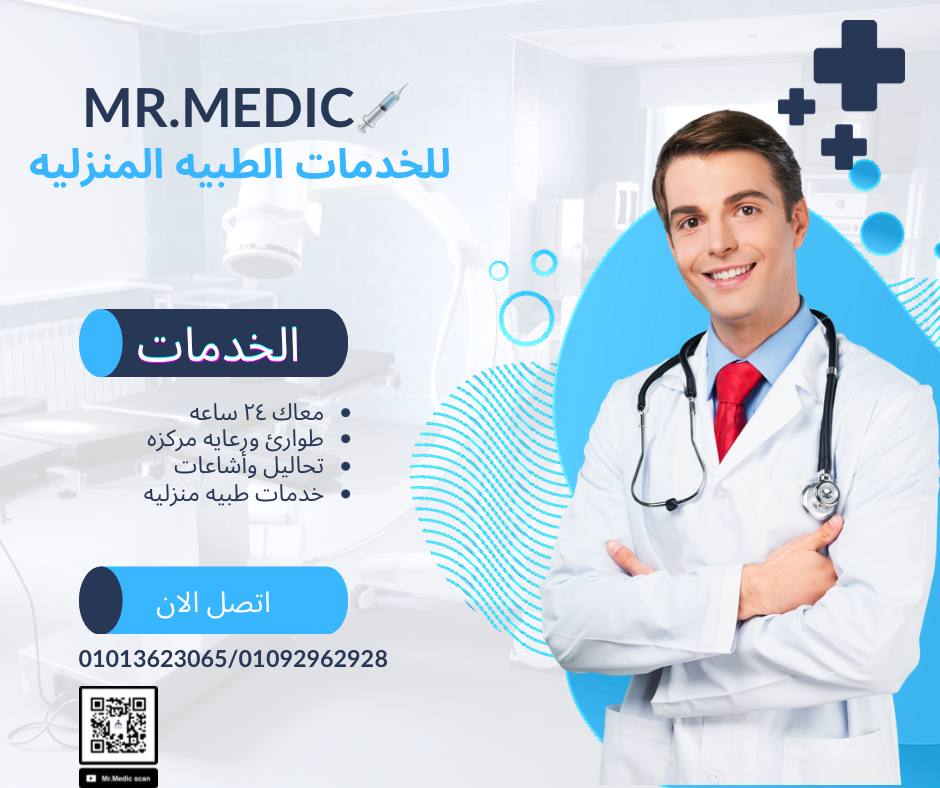 MR.MEDIC
للخدمات الطبيه المنزليه
الخدمات
معاك ٢٤ ساعه
طوارئ ورعايه مركزه
تحاليل وأشاعات
خدمات طبيه منزليه
اتصل الان
01013623065/01092962928
Mr.Medic scan